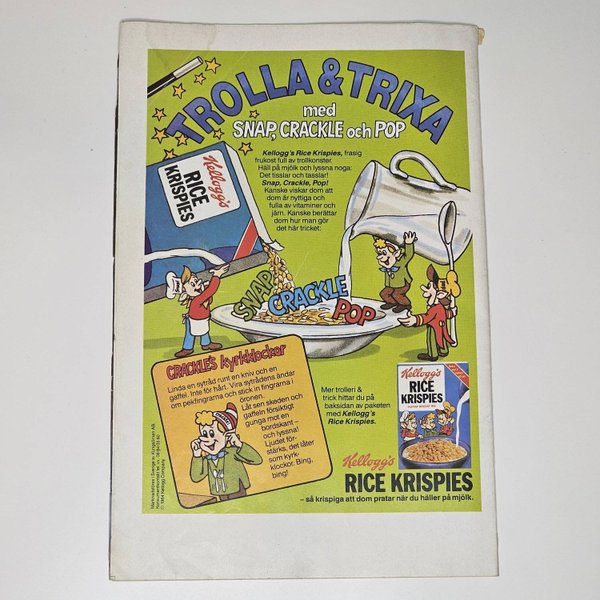 TROLLA & TRIXA
med
SNAP, CRACKLE och POP
Kellogg's Rice Krispies, frasig
frukost full av trollkonster.
Häll på mjölk och lyssna noga:
Det tisslar och tasslar!
Snap, Crackle, Pop!
Kanske viskar dom att
dom är nyttiga och
fulla av vitaminer och
järn. Kanske berättar
dom hur man gör
det här tricket:
Kellogg's
RICE
KRISPIES
SNAP
CRACKLE
POP
CRACKLE'S kyrkklockor
Linda en sytråd runt en kniv och en
gaffel. Inte för hårt. Vira sytrådens ändar
om pekfingrarna och stick in fingrarna i
öronen.
Låt sen skeden och
gaffeln försiktigt
gunga mot en
bordskant –
och lyssna!
Ljudet för-
stärks, det låter
som kyrk-
klockor. Bing,
bing!
Mer trolleri &
trick hittar du på
baksidan av paketen
med Kellogg's
Rice Krispies.
Kellogg's
RICE
KRISPIES
Kellogg's
RICE KRISPIES
– så krispiga att dom pratar när du häller på mjölk.
© 1984 Kellogg Company